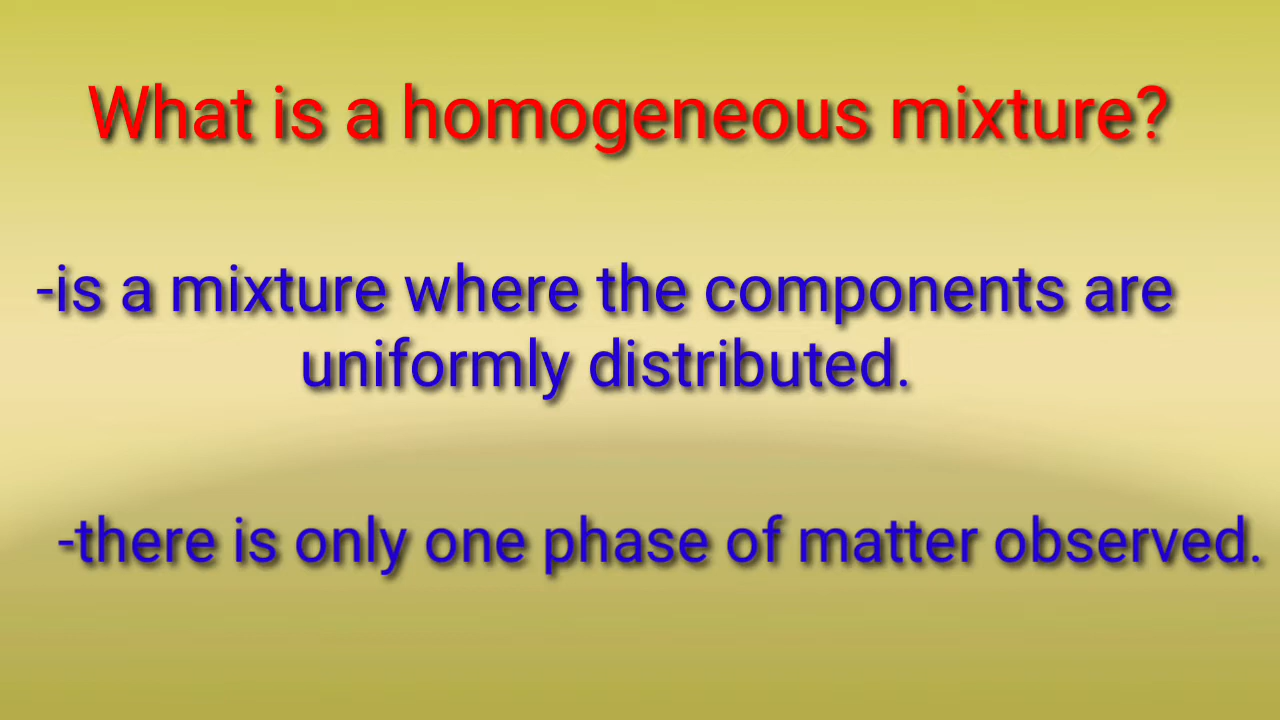 What is a homogeneous mixture?
-is a mixture where the components are
uniformly distributed.
-there is only one phase of matter observed.